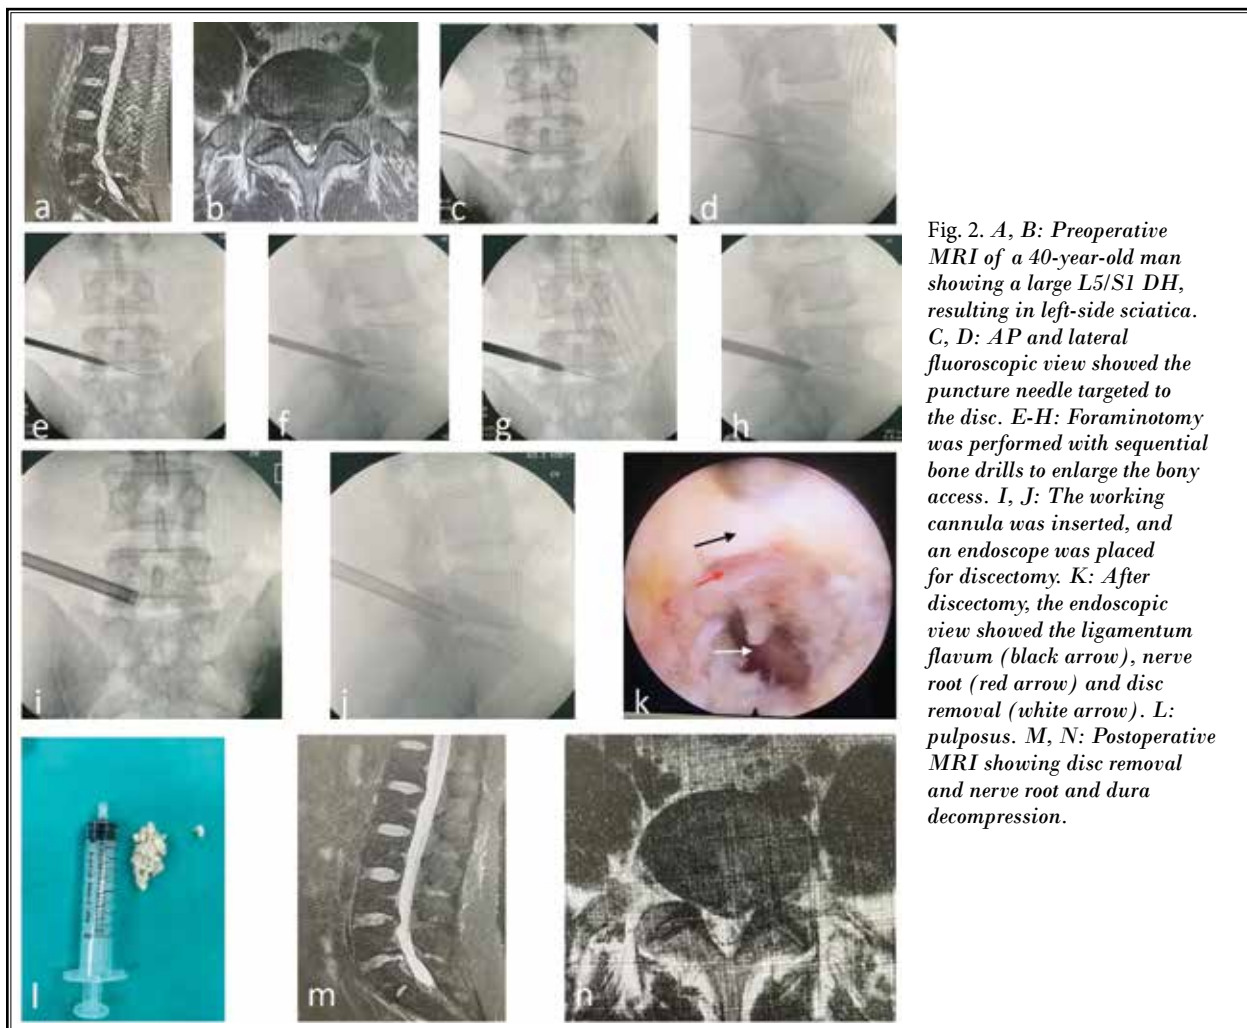 a
b
c
d
e
f
g
h
i
j
k
l
m
n
Fig. 2. A, B: Preoperative
MRI of a 40-year-old man
showing a large L5/S1 DH,
resulting in left-side sciatica.
C, D: AP and lateral
fluoroscopic view showed the
puncture needle targeted to
the disc. E-H: Foraminotomy
was performed with sequential
bone drills to enlarge the bony
access. I, J: The working
cannula was inserted, and
an endoscope was placed
for discectomy. K: After
discectomy, the endoscopic
view showed the ligamentum
flavum (black arrow), nerve
root (red arrow) and disc
removal (white arrow). L:
pulposus. M, N: Postoperative
MRI showing disc removal
and nerve root and dura
decompression.